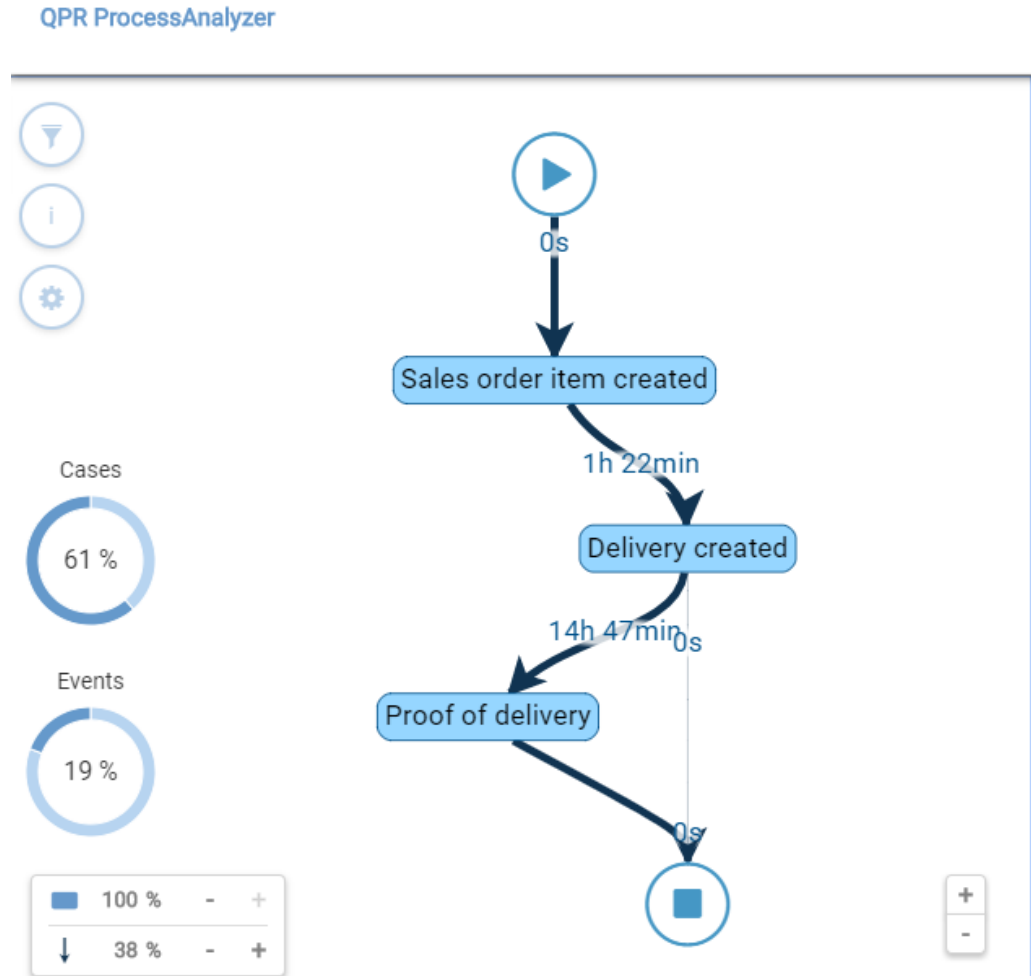 QPR ProcessAnalyzer
i
0s
Sales order item created
1h 22min
Delivery created
14h 47min
0s
Proof of delivery
0s
Cases
61 %
Events
19 %
100 % - +
38 % - +
+
-